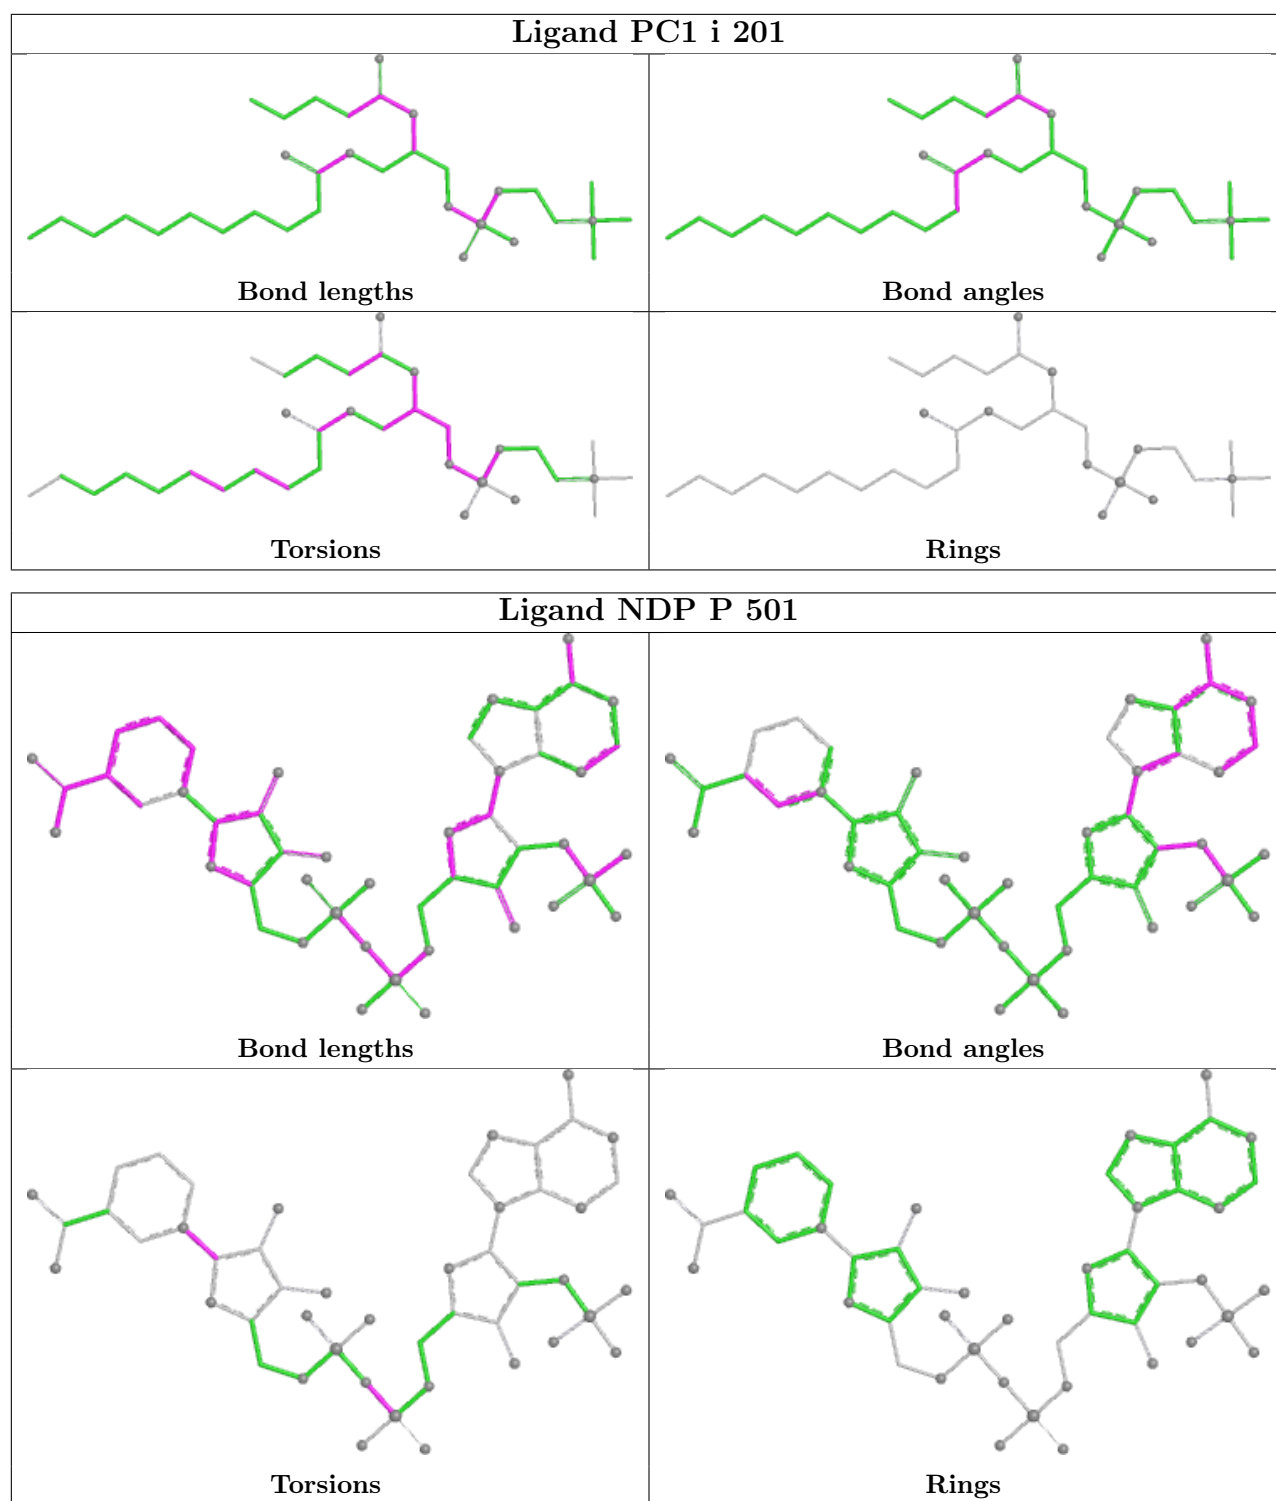 Ligand PC1 i 201
Bond lengths
Bond angles
Torsions
Rings
Ligand NDP P 501
Bond lengths
Bond angles
Torsions
Rings